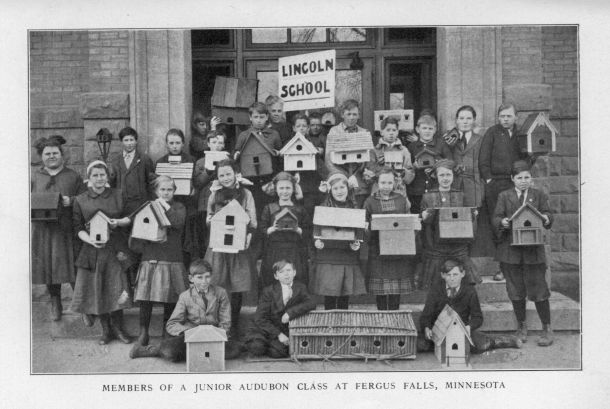 LINCOLN
SCHOOL
MEMBERS OF A JUNIOR AUDUBON CLASS AT FERGUS FALLS, MINNESOTA